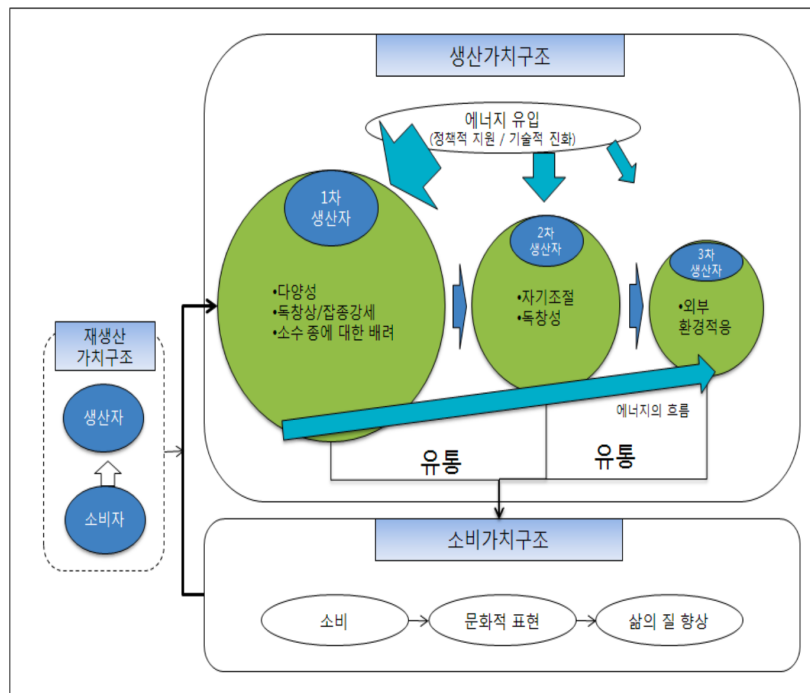 생산가치구조
에너지 유입
(정책적 지원 / 기술적 진화)
1차
생산자
•다양성
•독창상/잡종강세
•소수 종에 대한 배려
2차
생산자
•자기조절
•독창성
3차
생산자
•외부
환경적응
에너지의 흐름
유통
유통
재생산
가치구조
생산자
소비자
소비가치구조
소비
문화적 표현
삶의 질 향상